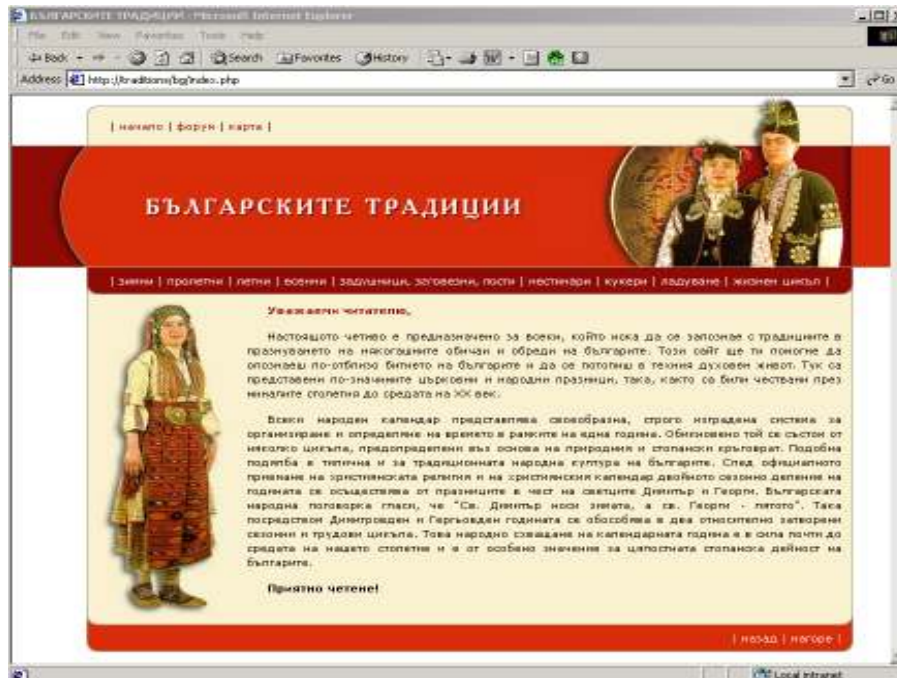 БЪЛГАРСКИТЕ ТРАДИЦИИ - Microsoft Internet Explorer
File Edit View Favorites Tools Help
Back Search Favorites History
Address http://traditions/bg/index.php Go
| начало | форум | карта |
БЪЛГАРСКИТЕ ТРАДИЦИИ
| зимни | пролетни | летни | есенни | задушници, заговезни, пости | нестинари | кукери | ладуване | жизнен цикъл |
Уважаеми читателю,
Настоящото четиво е предназначено за всеки, който иска да се запознае с традициите в
празнуването на някогашните обичаи и обреди на българите. Този сайт ще ти помогне да
опознаеш по-отблизо битието на българите и да се потопиш в техния духовен живот. Тук са
представени по-значимите църковни и народни празници, така, както са били чествани през
миналите столетия до средата на XX век.
Всеки народен календар представлява своеобразна, строго изградена система за
организиране и определяне на времето в рамките на една година. Обикновено той се състои от
няколко цикъла, предопределени въз основа на природния и стопански кръговрат. Подобна
подялба е типична и за традиционната народна култура на българите. След официалното
приемане на християнската религия и на християнския календар двойното сезонно деление на
годината се осъществява от празниците в чест на светците Димитър и Георги. Българската
народна поговорка гласи, че "Св. Димитър носи зимата, а св. Георги - лятото". Така
посредством Димитровден и Гергьовден годината се обособява в два относително затворени
сезонни и трудови цикъла. Това народно схващане на календарната година е в сила почти до
средата на нашето столетие и е от особено значение за цялостната стопанска дейност на
българите.
Приятно четене!
| назад | нагоре |
Local intranet